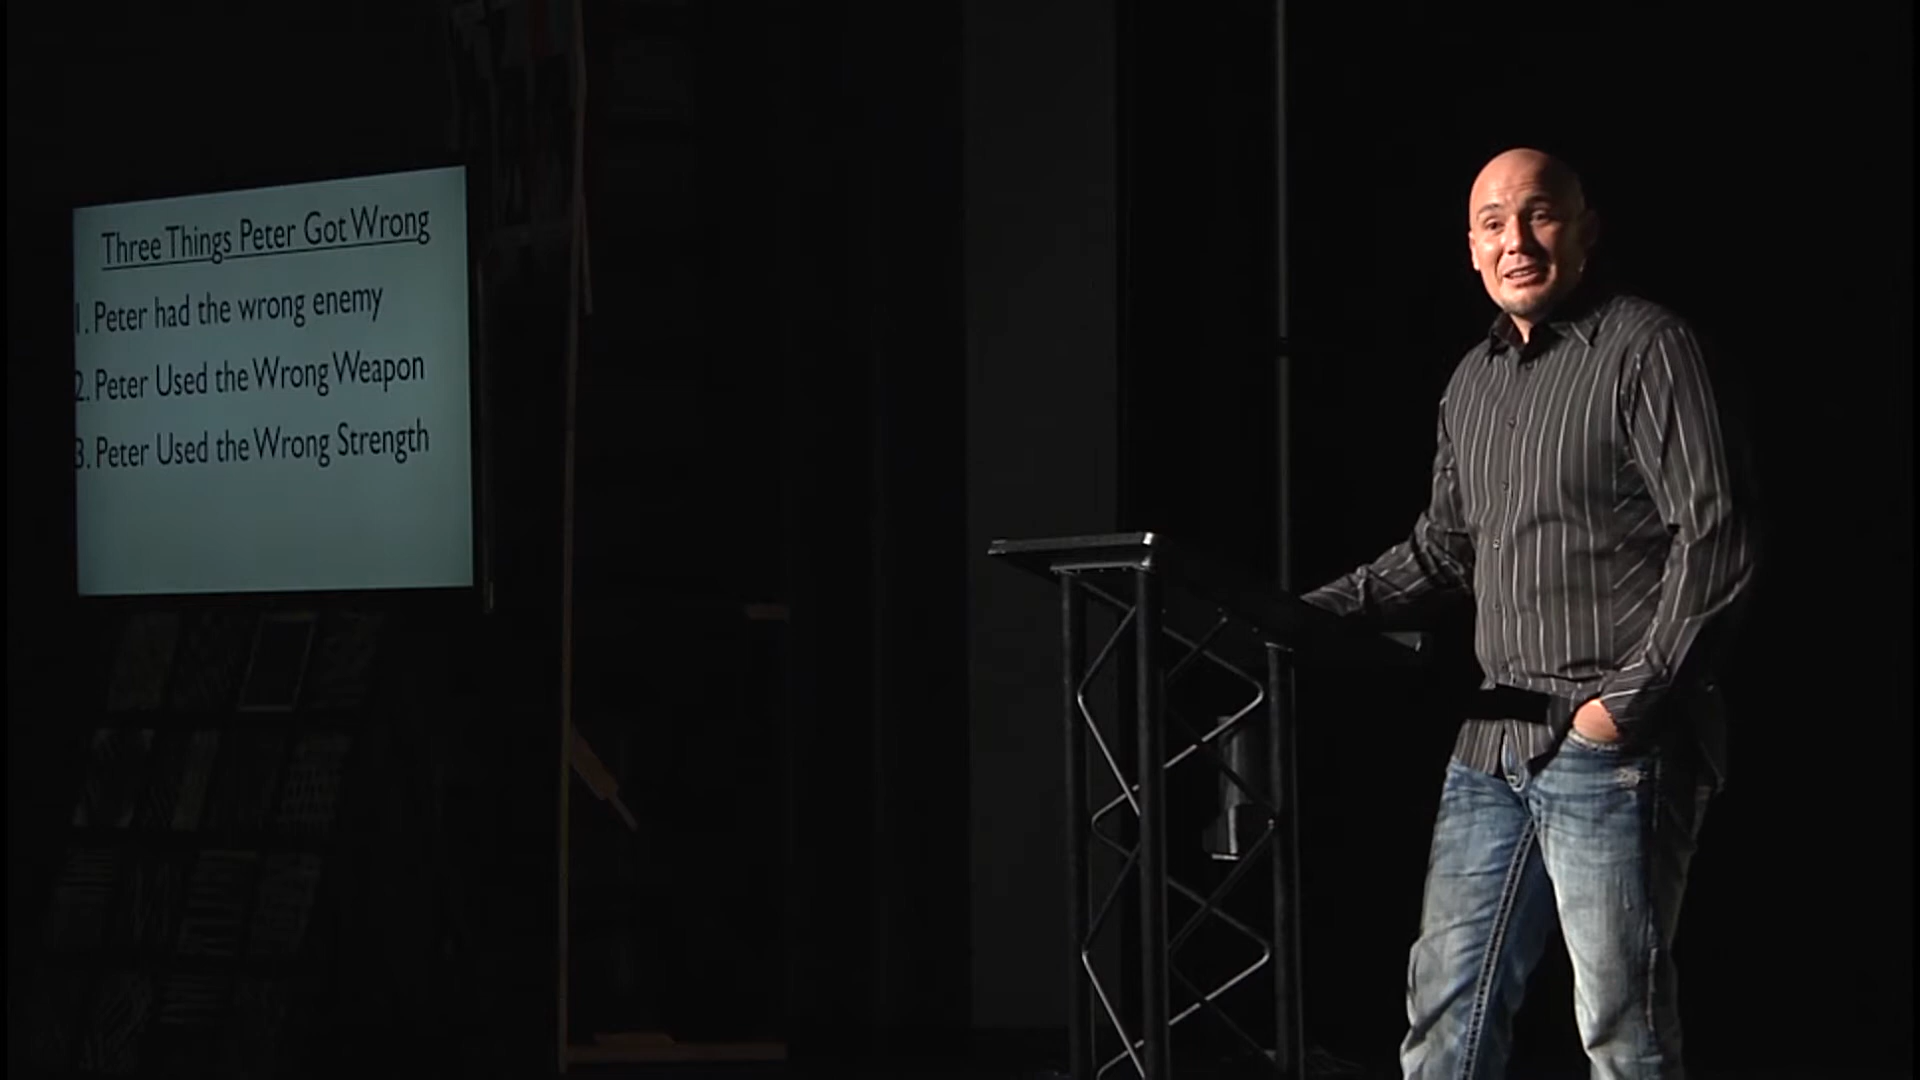 Three Things Peter Got Wrong
1. Peter had the wrong enemy
2. Peter Used the Wrong Weapon
3. Peter Used the Wrong Strength